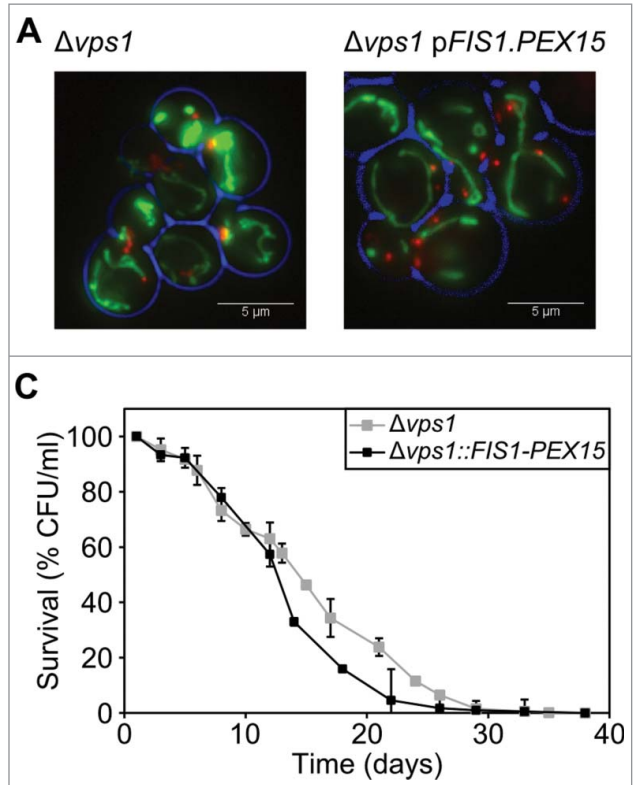 A
Δvps1
Δvps1 pFIS1.PEX15
5 µm
5 µm
C
Δvps1
Δvps1::FIS1-PEX15
Survival (% CFU/ml)
100
80
60
40
20
0
0 10 20 30 40
Time (days)